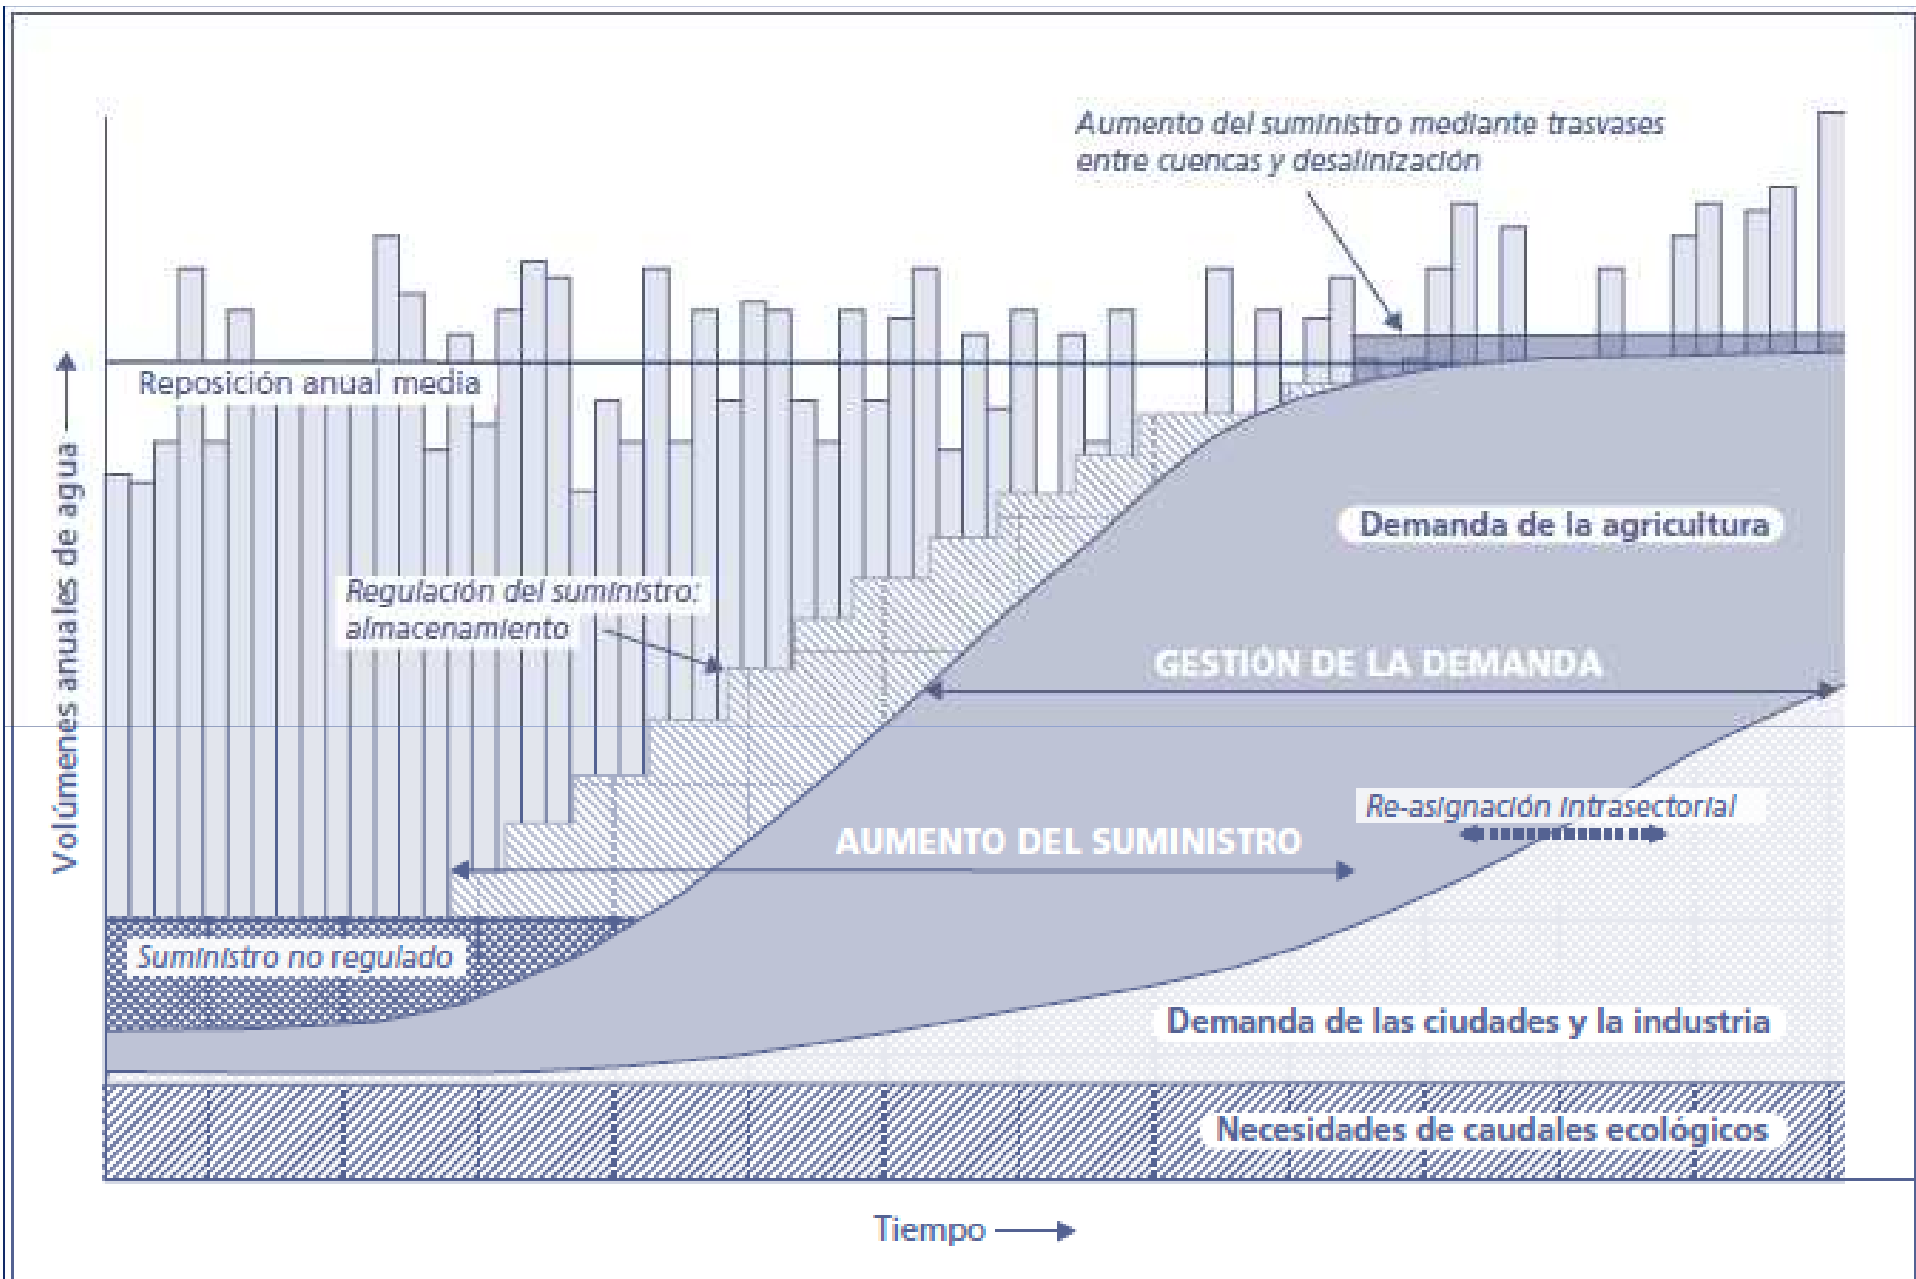 Aumento del suministro mediante trasvases
entre cuencas y desalinización
Reposición anual media
Volúmenes anuales de agua
Demanda de la agricultura
Regulación del suministro:
almacenamiento
GESTIÓN DE LA DEMANDA
Re-asignación intrasectorial
AUMENTO DEL SUMINISTRO
Suministro no regulado
Demanda de las ciudades y la industria
Necesidades de caudales ecológicos
Tiempo